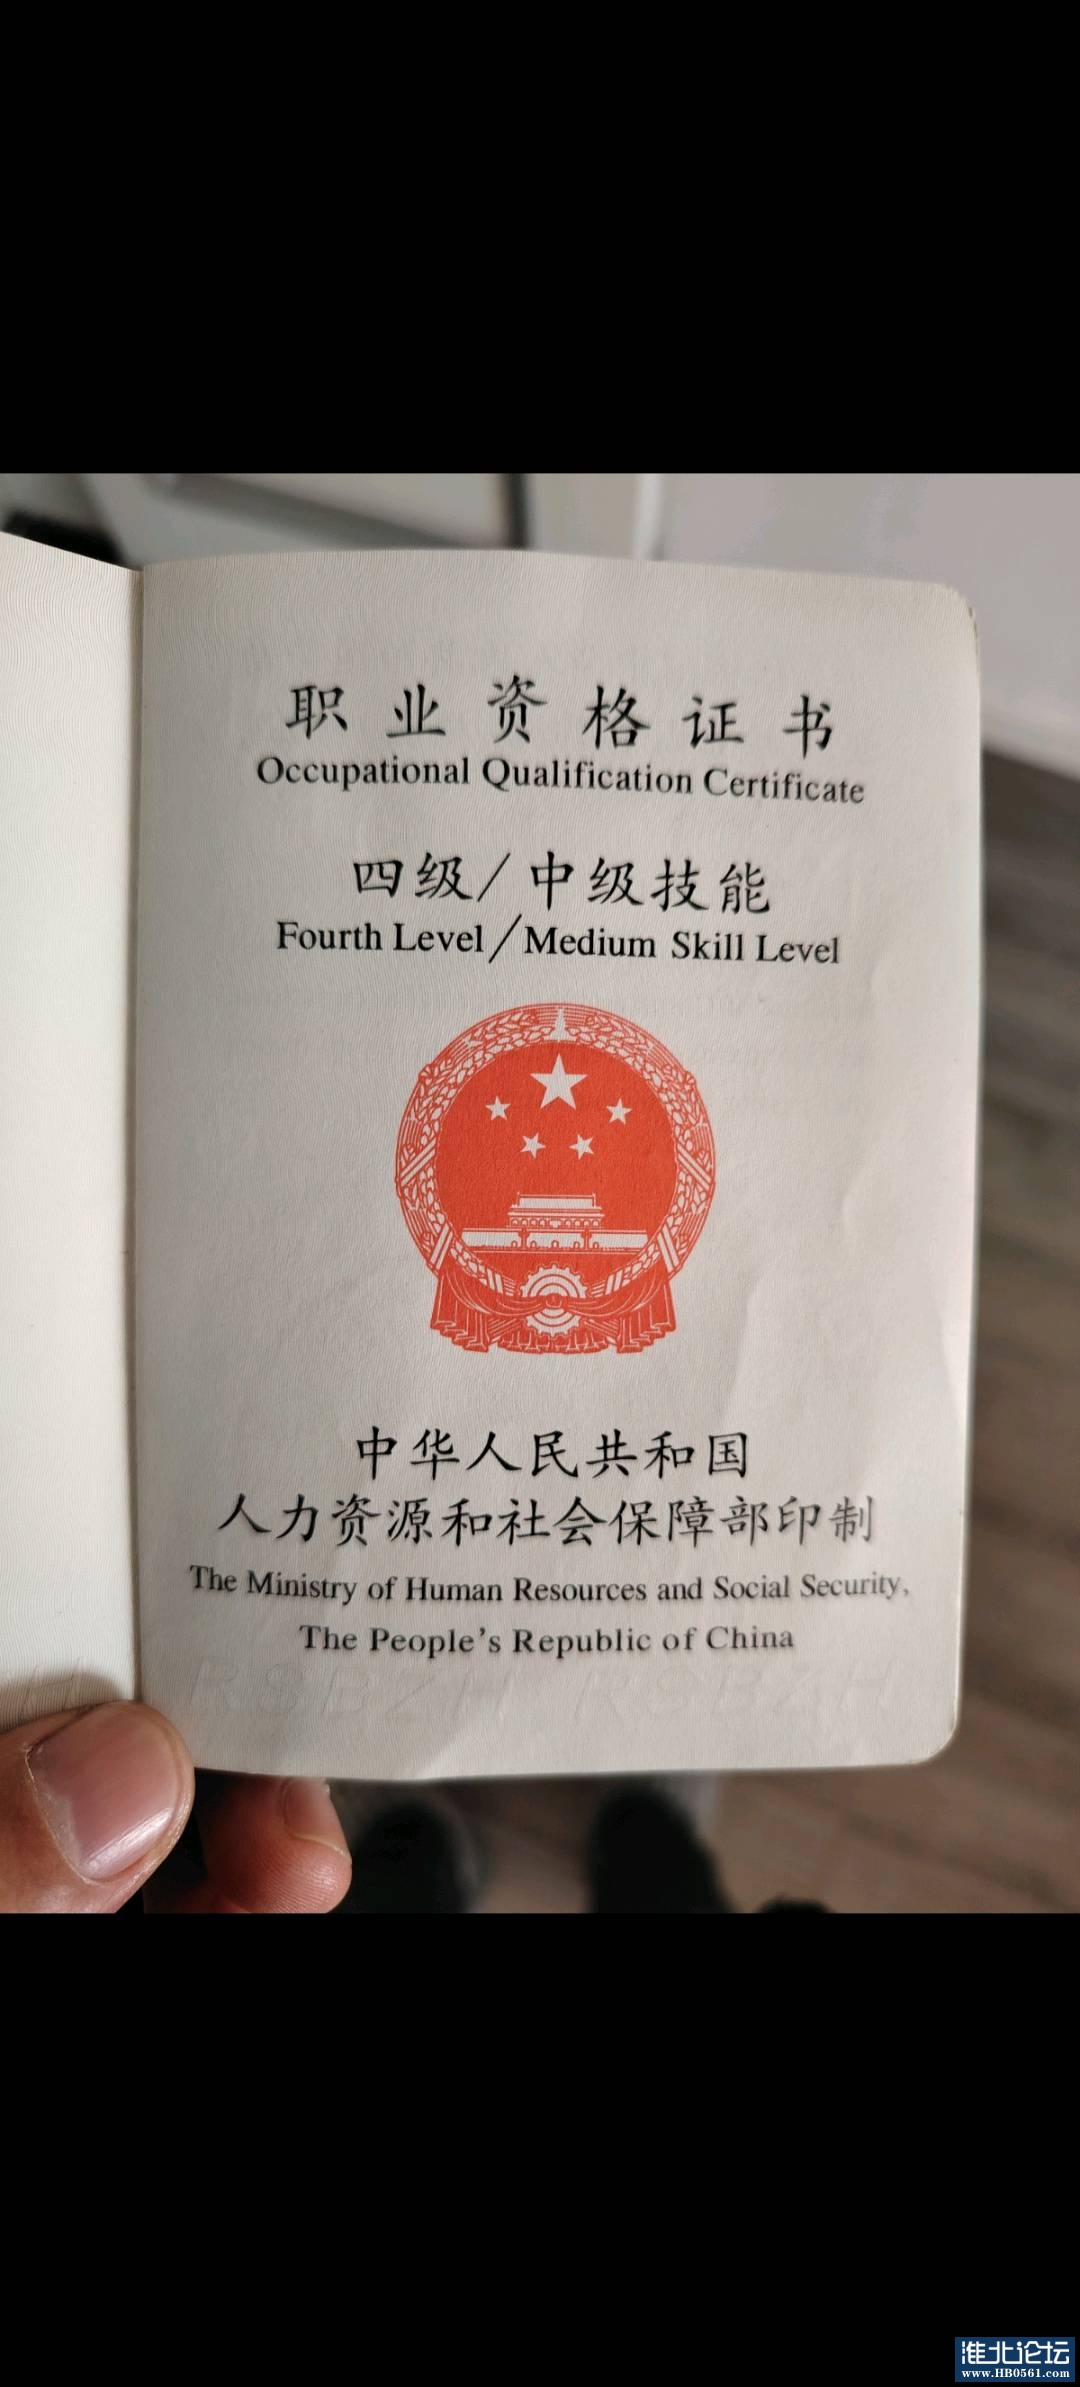 职业资格证书
Occupational Qualification Certificate
四级/中级技能
Fourth Level/Medium Skill Level
中华人民共和国
人力资源和社会保障部印制
The Ministry of Human Resources and Social Security,
The People's Republic of China
RSBZH RSBZH
淮北论坛
www.HB0561.com